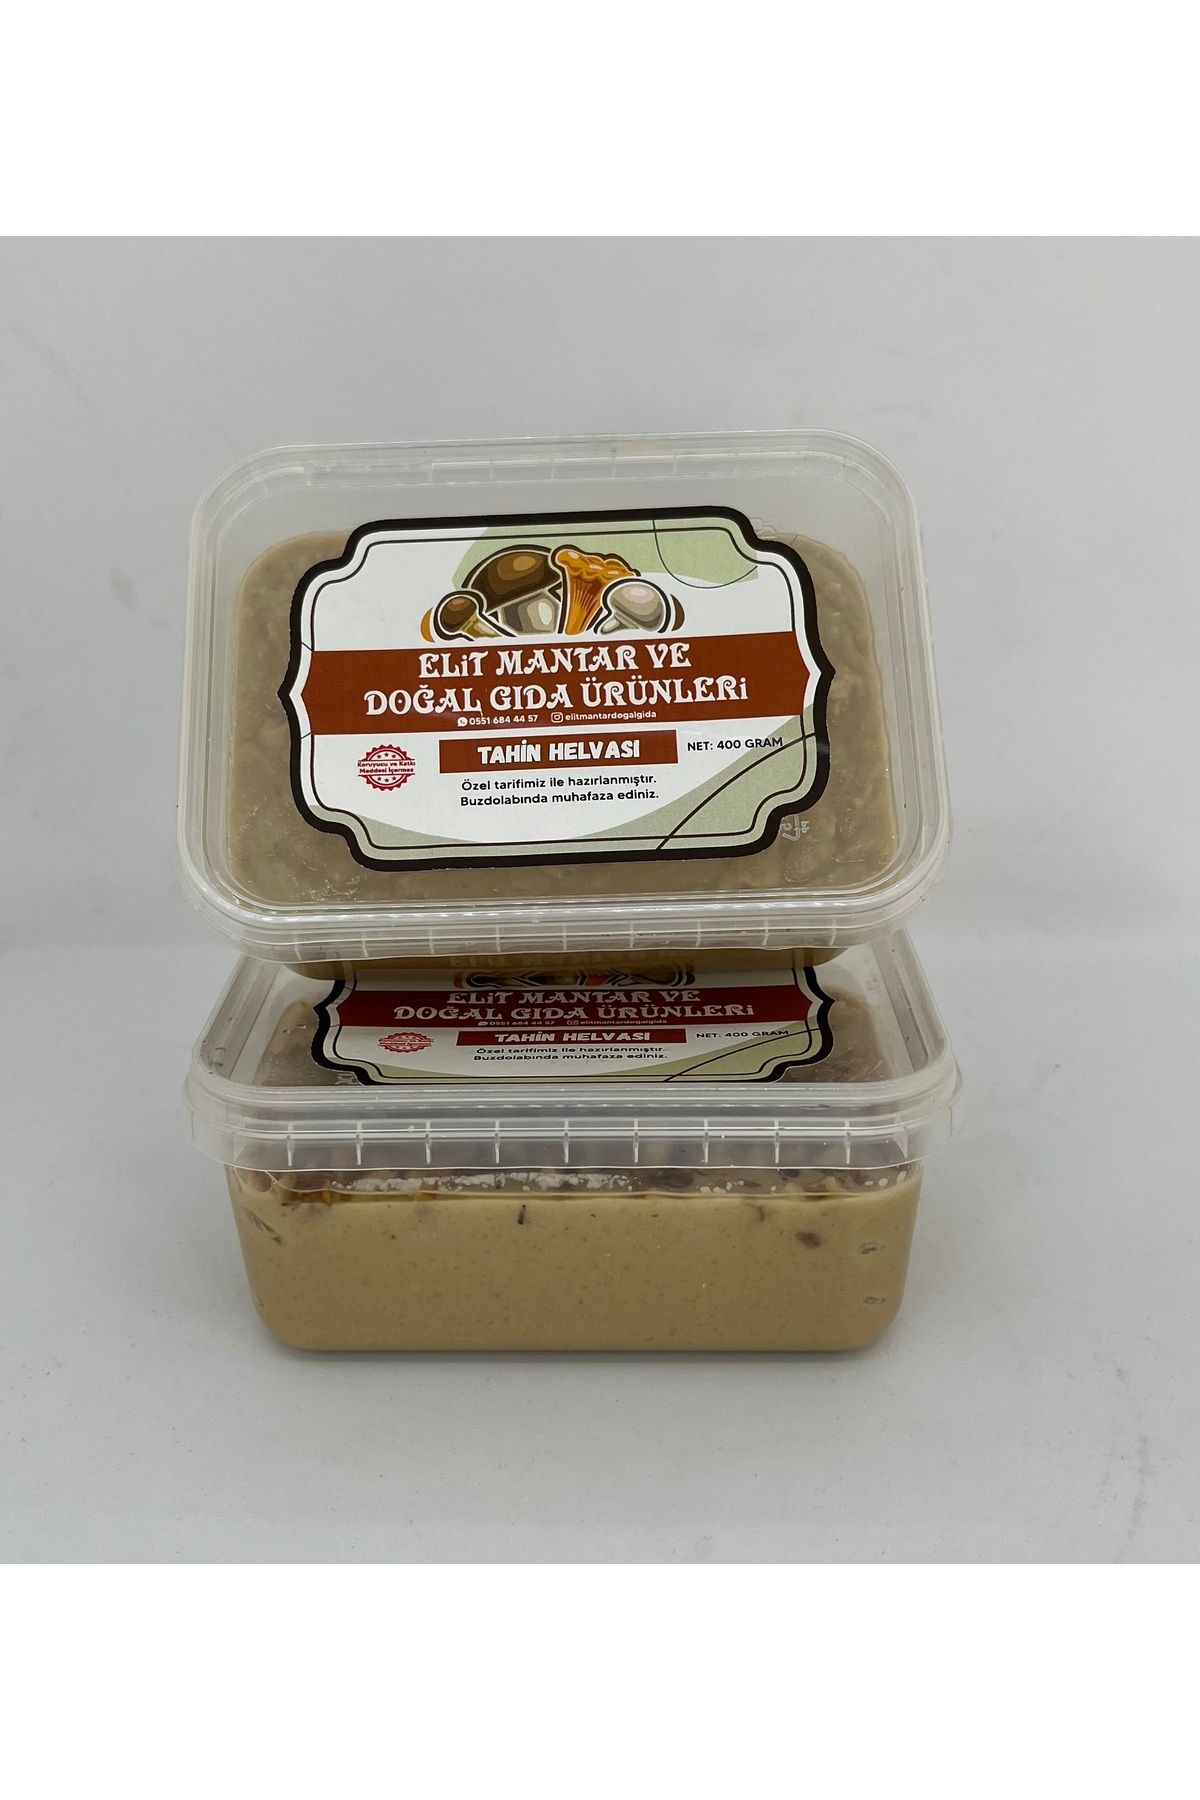 ELİT MANTAR VE
DOĞAL GIDA ÜRÜNLERİ
0551 684 44 57 elitmantardogalgida
TAHİN HELVASI
NET: 400 GRAM
Koruyucu ve Katkı
Maddesi İçermez
Özel tarifimiz ile hazırlanmıştır.
Buzdolabında muhafaza ediniz.
PP
ELİT MANTAR VE
DOĞAL GIDA ÜRÜNLERİ
0551 684 44 57 elitmantardogalgida
TAHİN HELVASI
NET: 400 GRAM
Özel tarifimiz ile hazırlanmıştır.
Buzdolabında muhafaza ediniz.